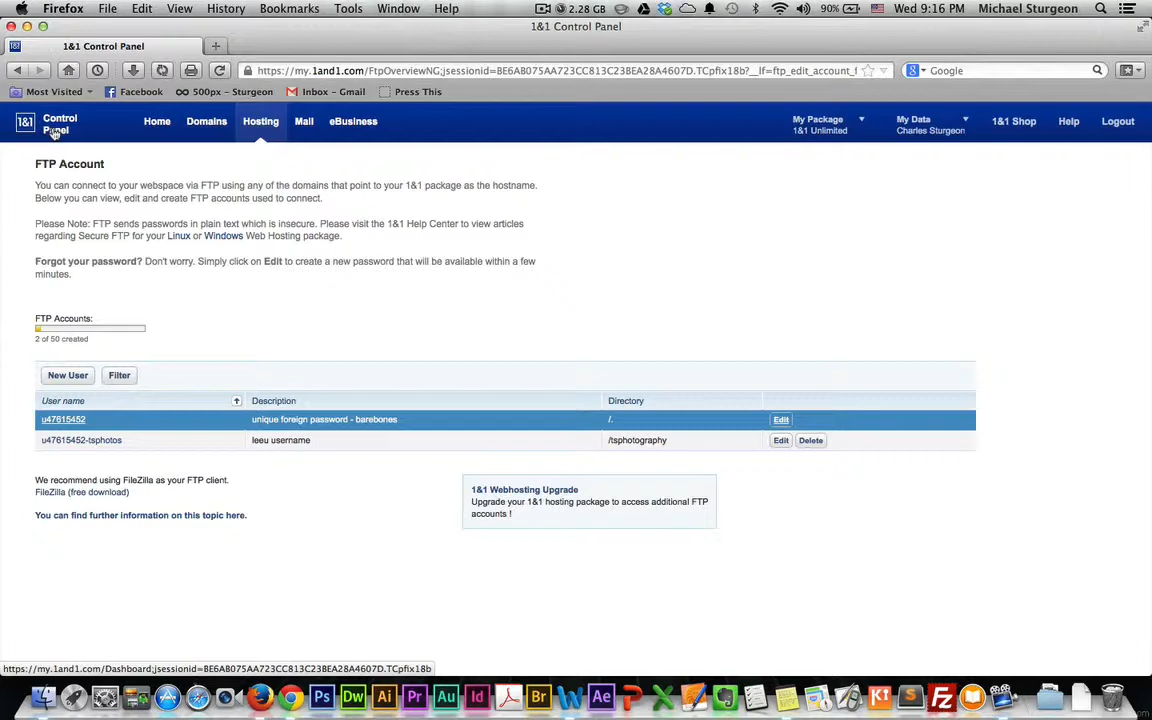 Firefox File Edit View History Bookmarks Tools Window Help 2.28 GB 90% Wed 9:16 PM Michael Sturgeon
1&1 Control Panel
1&1 Control Panel
https://my.1and1.com/FtpOverviewNG;jsessionid=BE6AB075AA723CC813C23BEA28A4607D.TCpfix18b?__lf=ftp_edit_account_f Google
Most Visited Facebook 500px - Sturgeon Inbox - Gmail Press This
1&1 Control Panel Home Domains Hosting Mail eBusiness My Package 1&1 Unlimited My Data Charles Sturgeon 1&1 Shop Help Logout
FTP Account
You can connect to your webspace via FTP using any of the domains that point to your 1&1 package as the hostname.
Below you can view, edit and create FTP accounts used to connect.
Please Note: FTP sends passwords in plain text which is insecure. Please visit the 1&1 Help Center to view articles
regarding Secure FTP for your Linux or Windows Web Hosting package.
Forgot your password? Don't worry. Simply click on Edit to create a new password that will be available within a few
minutes.
FTP Accounts:
2 of 50 created
New User Filter
User name Description Directory
u47615452 unique foreign password - barebones /. Edit
u47615452-tsphotos leeu username /tsphotography Edit Delete
We recommend using FileZilla as your FTP client.
FileZilla (free download)
You can find further information on this topic here.
1&1 Webhosting Upgrade
Upgrade your 1&1 hosting package to access additional FTP
accounts !
https://my.1and1.com/Dashboard;jsessionid=BE6AB075AA723CC813C23BEA28A4607D.TCpfix18b
Ps Dw Ai Pr Au Id Br W Ae P X KI S FZ